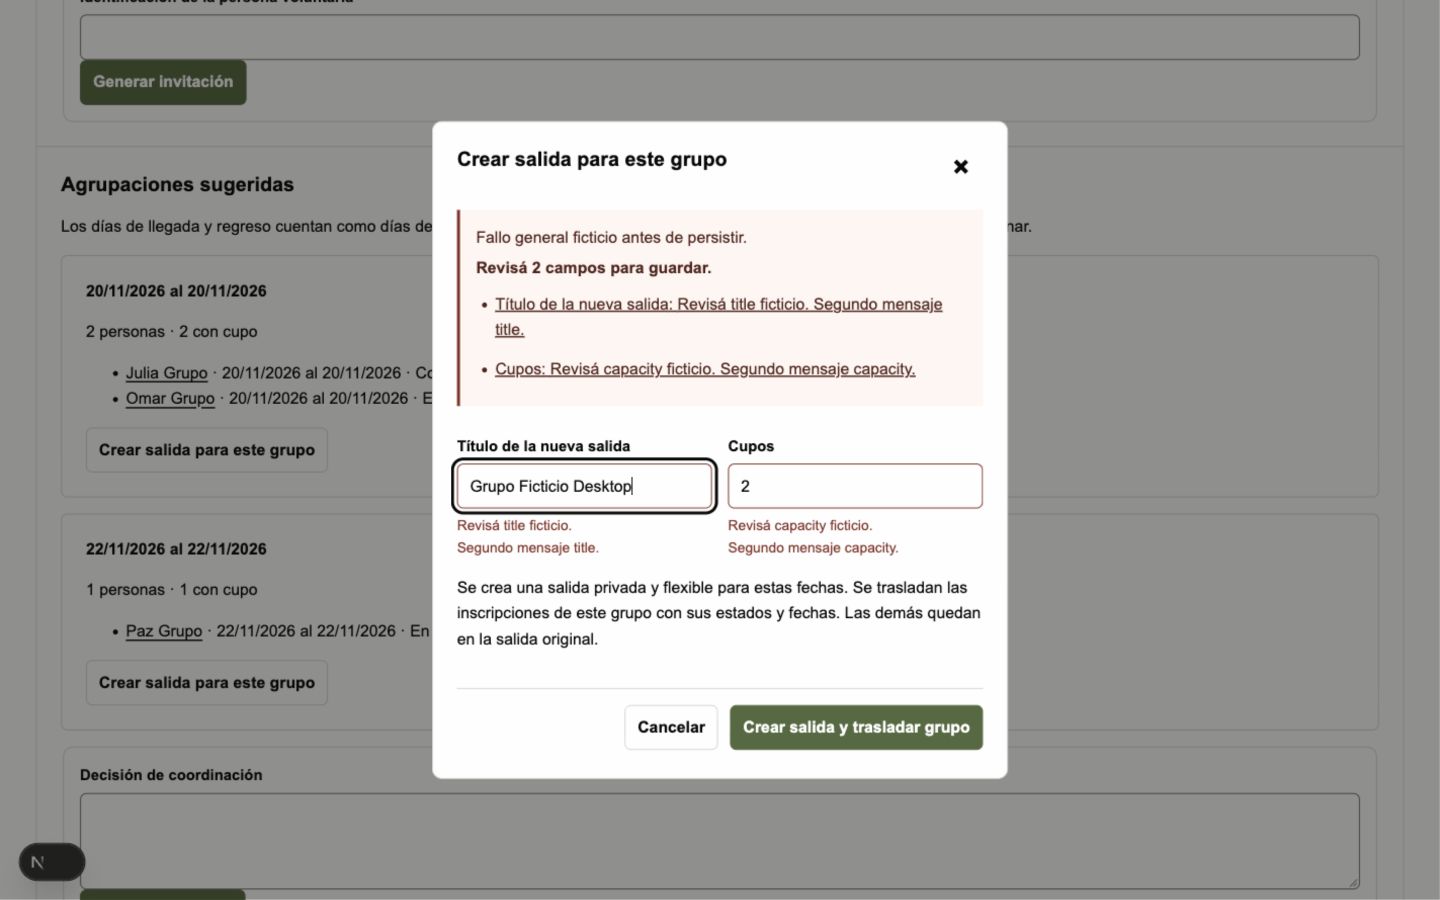 Identificación de la persona voluntaria
Generar invitación
Agrupaciones sugeridas
Los días de llegada y regreso cuentan como días de
nar.
20/11/2026 al 20/11/2026
2 personas · 2 con cupo
• Julia Grupo · 20/11/2026 al 20/11/2026 · Co
• Omar Grupo · 20/11/2026 al 20/11/2026 · E
Crear salida para este grupo
22/11/2026 al 22/11/2026
1 personas · 1 con cupo
• Paz Grupo · 22/11/2026 al 22/11/2026 · En
Crear salida para este grupo
Decisión de coordinación
N
Crear salida para este grupo
Fallo general ficticio antes de persistir.
Revisá 2 campos para guardar.
• Título de la nueva salida: Revisá title ficticio. Segundo mensaje
title.
• Cupos: Revisá capacity ficticio. Segundo mensaje capacity.
Título de la nueva salida
Grupo Ficticio Desktop
Revisá title ficticio.
Segundo mensaje title.
Cupos
2
Revisá capacity ficticio.
Segundo mensaje capacity.
Se crea una salida privada y flexible para estas fechas. Se trasladan las
inscripciones de este grupo con sus estados y fechas. Las demás quedan
en la salida original.
Cancelar
Crear salida y trasladar grupo